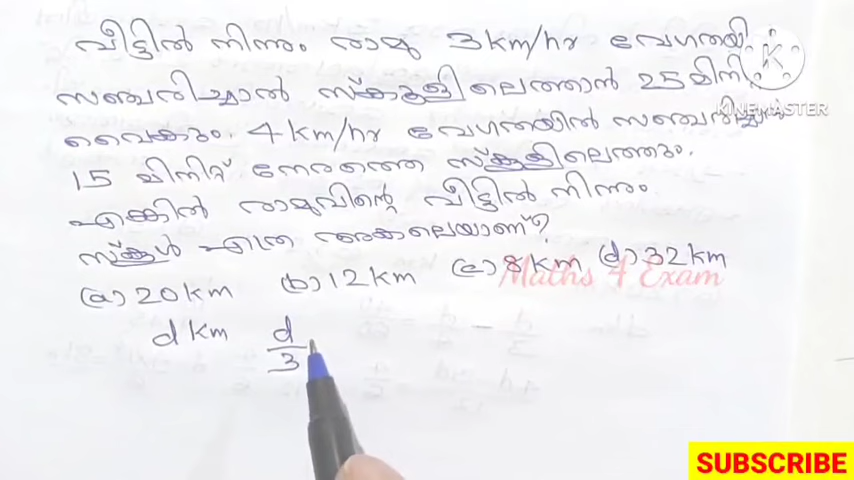 വീട്ടിൽ നിന്നും രാമു 3km/hr വേഗതയി
സഞ്ചരിച്ചാൽ സ്കൂളിലെത്താൻ 25 മിനി
വൈകും. 4km/hr വേഗതയിൽ സഞ്ചരിച്ചാൽ
15 മിനിറ്റ് നേരത്തെ സ്കൂളിലെത്തും.
എങ്കിൽ രാമുവിന്റെ വീട്ടിൽ നിന്നും
സ്കൂൾ എത്ര അകലെയാണ്?
(a) 20km (b) 12km (c) 8km (d) 32km
d km d/3
K
KINEMASTER
Maths 4 Exam
SUBSCRIBE